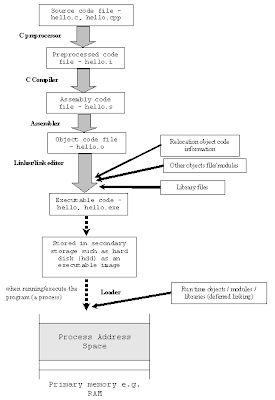 Source code file -
hello.c, hello.cpp
C preprocessor
Preprocessed code
file - hello.i
C Compiler
Assembly code
file - hello.s
Assembler
Object code file -
hello.o
Linker/link editor
Relocation object code
information
Other objects file/modules
Library files
Executable code -
hello, hello.exe
Stored in secondary
storage such as hard
disk (hdd) as an
executable image
when running/execute the
program (a process)
Loader
Run time objects / modules /
libraries (deferred linking)
Process Address
Space
Primary memory e.g.
RAM